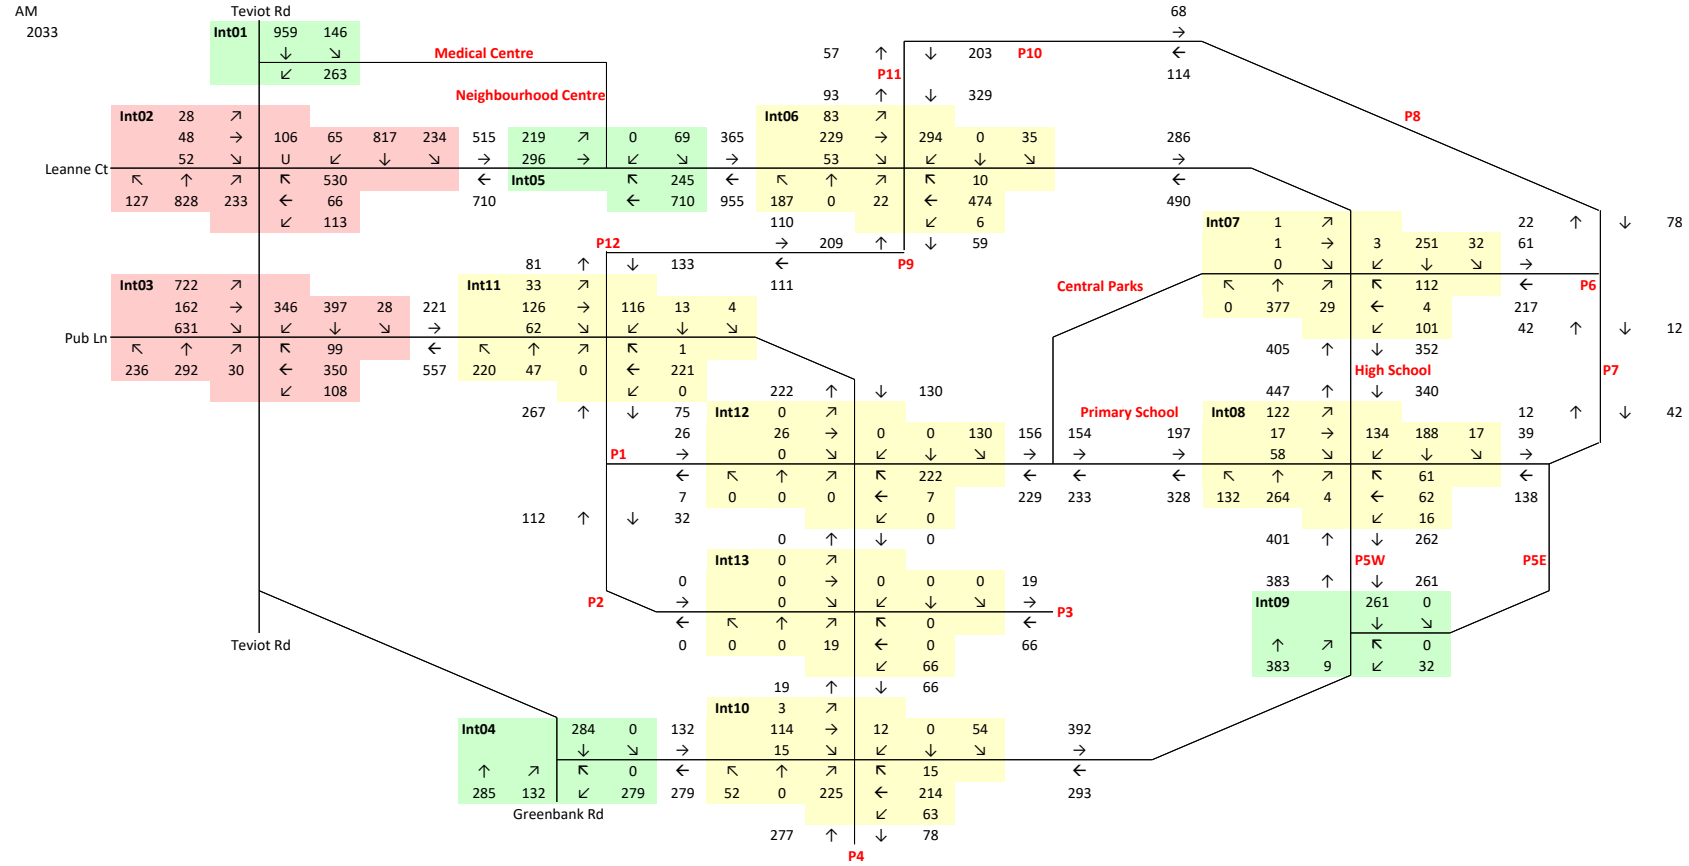 AM Teviot Rd 68
2033 Int01 959 146 →
↓ ↘ Medical Centre 57 ↑ ↓ 203 P10 ←
↙ 263 P11 114
Neighbourhood Centre 93 ↑ ↓ 329
Int02 28 ↗ Int06 83 ↗ P8
48 → 106 65 817 234 515 219 ↗ 0 69 365 229 → 294 0 35 286
52 ↘ U ↙ ↓ ↘ → 296 → ↙ ↘ → 53 ↘ ↙ ↓ ↘ →
Leanne Ct
↖ ↑ ↗ ↖ 530 ← Int05 ↖ 245 ← ↖ ↑ ↗ ↖ 10 ←
127 828 233 ← 66 710 ← 710 955 187 0 22 ← 474 490
↙ 113 110 ↙ 6 Int07 1 ↗ 22 ↑ ↓ 78
P12 → 209 ↑ ↓ 59 1 → 3 251 32 61
81 ↑ ↓ 133 ← P9 0 ↘ ↙ ↓ ↘ →
Int03 722 ↗ Int11 33 ↗ 111 Central Parks ↖ ↑ ↗ ↖ 112 ← P6
162 → 346 397 28 221 126 → 116 13 4 0 377 29 ← 4 217
631 ↘ ↙ ↓ ↘ → 62 ↘ ↙ ↓ ↘ ↙ 101 42 ↑ ↓ 12
Pub Ln
↖ ↑ ↗ ↖ 99 ← ↖ ↑ ↗ ↖ 1 405 ↑ ↓ 352
236 292 30 ← 350 557 220 47 0 ← 221 High School P7
↙ 108 ↙ 0 222 ↑ ↓ 130 447 ↑ ↓ 340
267 ↑ ↓ 75 Int12 0 ↗ Primary School Int08 122 ↗ 12 ↑ ↓ 42
26 26 → 0 0 130 156 154 197 17 → 134 188 17 39
P1 → 0 ↘ ↙ ↓ ↘ → → → 58 ↘ ↙ ↓ ↘ →
← ↖ ↑ ↗ ↖ 222 ← ← ← ↖ ↑ ↗ ↖ 61 ←
7 0 0 0 ← 7 229 233 328 132 264 4 ← 62 138
112 ↑ ↓ 32 ↙ 0 ↙ 16
0 ↑ ↓ 0 401 ↑ ↓ 262
Int13 0 ↗ P5W P5E
0 0 → 0 0 0 19 383 ↑ ↓ 261
P2 → 0 ↘ ↙ ↓ ↘ → P3 Int09 261 0
← ↖ ↑ ↗ ↖ 0 ← ↓ ↘
Teviot Rd 0 0 0 19 ← 0 66 ↑ ↗ ↖ 0
↙ 66 383 9 ↙ 32
19 ↑ ↓ 66
Int10 3 ↗
Int04 284 0 132 114 → 12 0 54 392
↓ ↘ → 15 ↘ ↙ ↓ ↘ →
↑ ↗ ↖ 0 ← ↖ ↑ ↗ ↖ 15 ←
285 132 ↙ 279 279 52 0 225 ← 214 293
Greenbank Rd ↙ 63
277 ↑ ↓ 78
P4